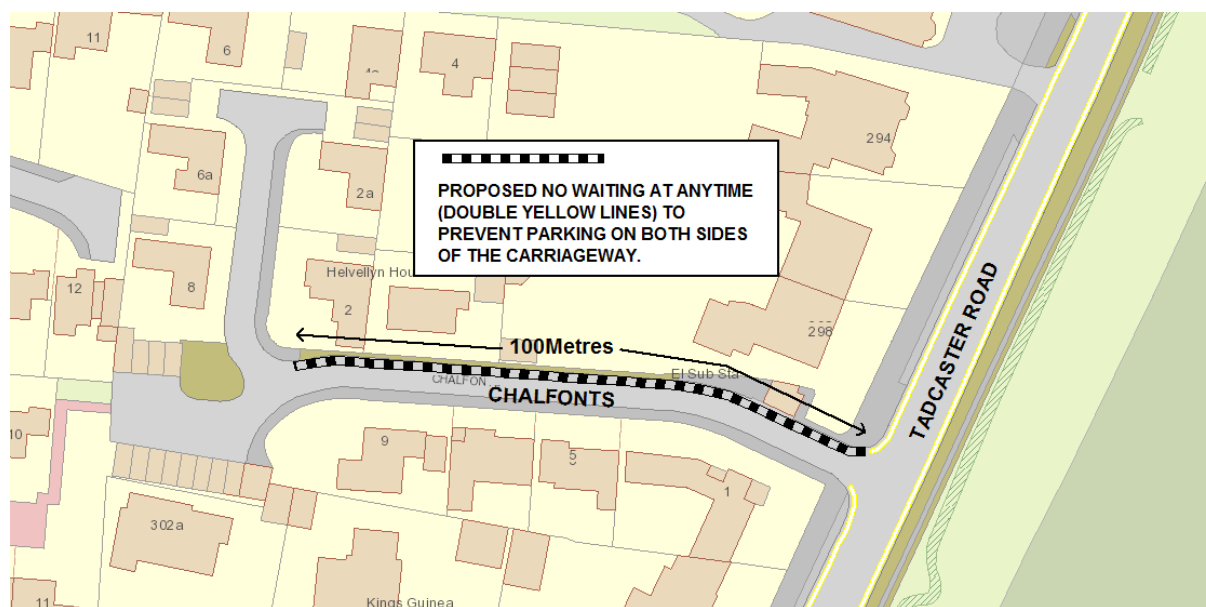 11
6
4
294
6a
2a
PROPOSED NO WAITING AT ANYTIME
(DOUBLE YELLOW LINES) TO
PREVENT PARKING ON BOTH SIDES
OF THE CARRIAGEWAY.
Helvellyn Hou
12
8
2
298
100Metres
TADCASTER ROAD
El Sub Sta
CHALFON
CHALFONTS
10
9
5
1
302a
11
Kings Guinea